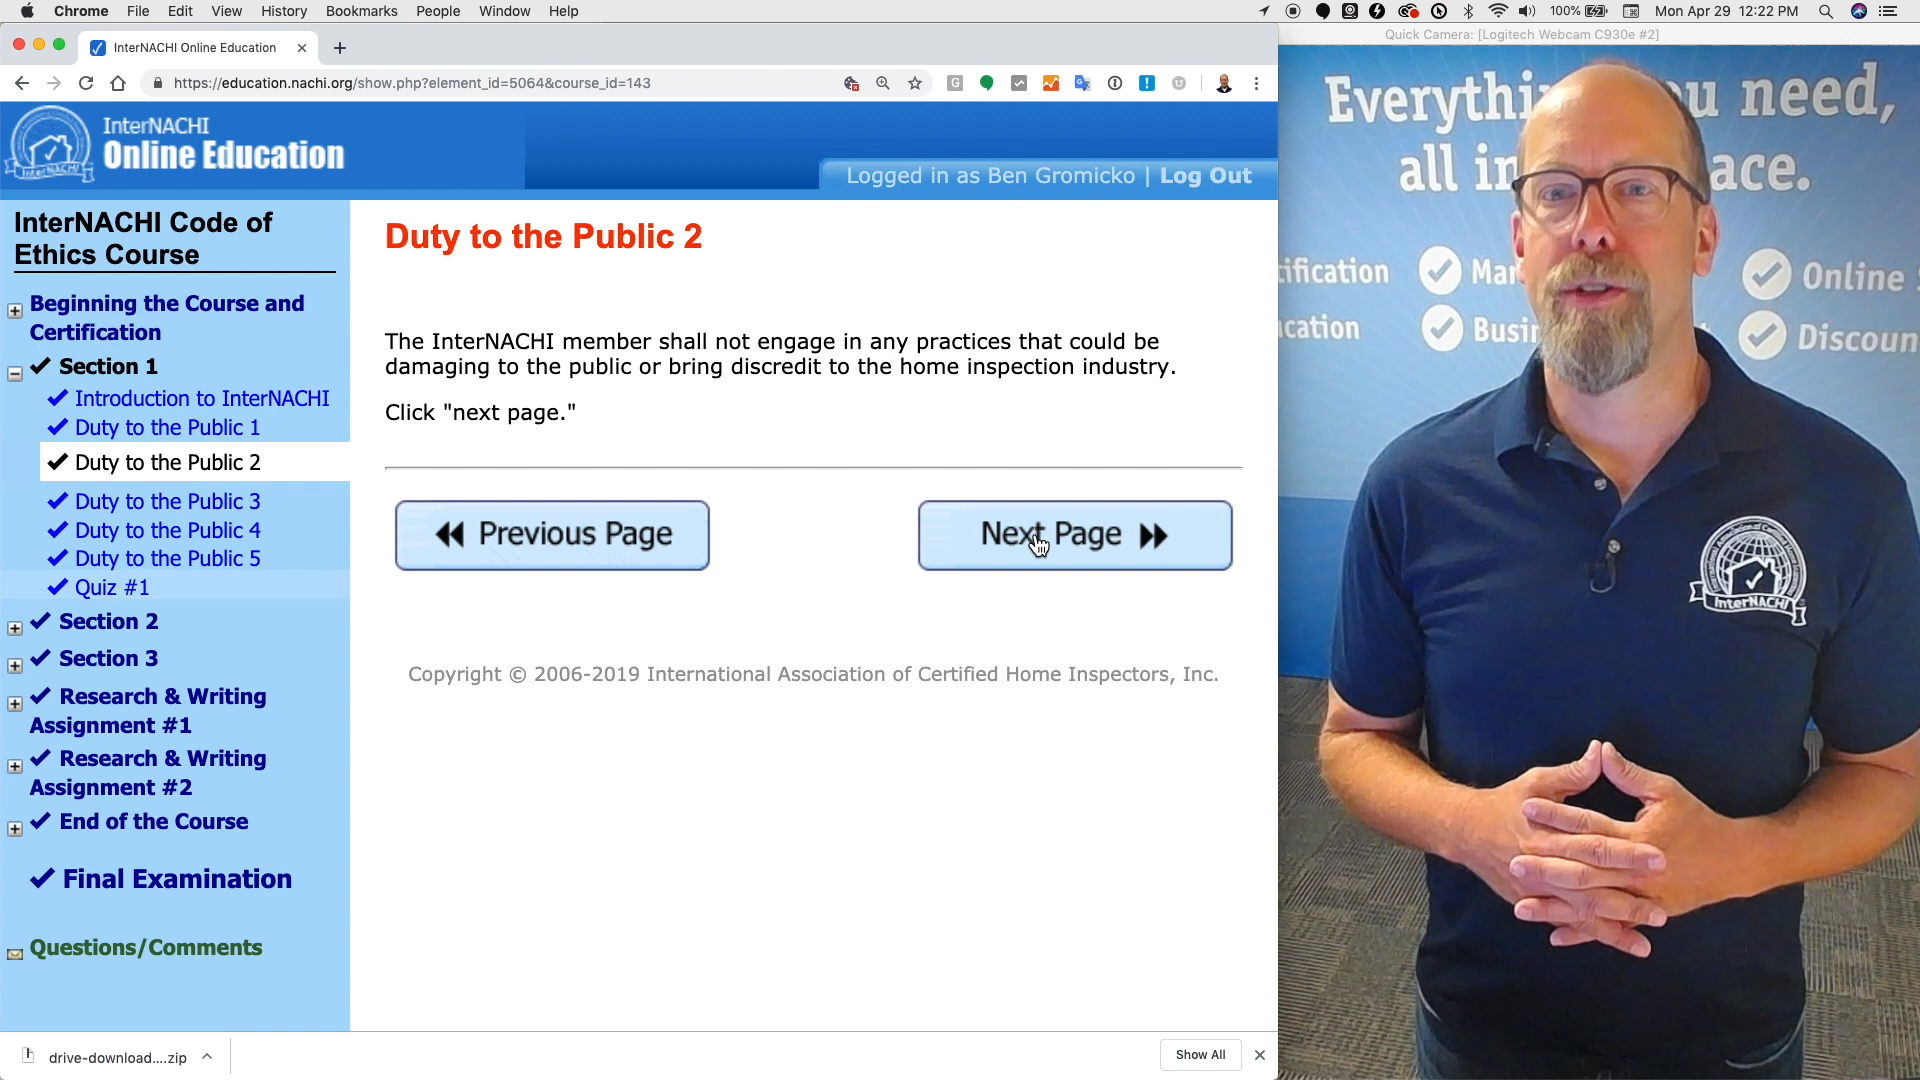 Chrome File Edit View History Bookmarks People Window Help
100% Mon Apr 29 12:22 PM
Quick Camera: [Logitech Webcam C930e #2]
InterNACHI Online Education
https://education.nachi.org/show.php?element_id=5064&course_id=143
InterNACHI
Online Education
Logged in as Ben Gromicko | Log Out
InterNACHI Code of
Ethics Course
Beginning the Course and
Certification
Section 1
Introduction to InterNACHI
Duty to the Public 1
Duty to the Public 2
Duty to the Public 3
Duty to the Public 4
Duty to the Public 5
Quiz #1
Section 2
Section 3
Research & Writing
Assignment #1
Research & Writing
Assignment #2
End of the Course
Final Examination
Questions/Comments
Duty to the Public 2
The InterNACHI member shall not engage in any practices that could be
damaging to the public or bring discredit to the home inspection industry.
Click "next page."
Previous Page
Next Page
Copyright © 2006-2019 International Association of Certified Home Inspectors, Inc.
drive-download....zip
Show All
need,
all
Online
Discoun
InterNACHI